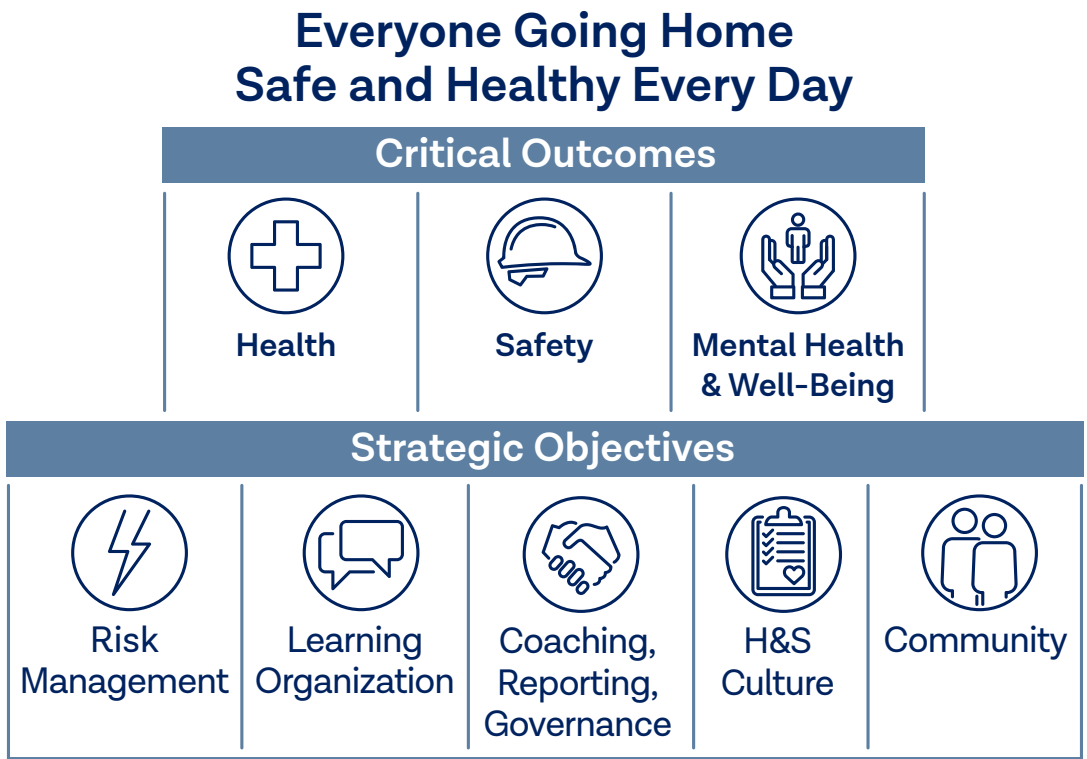 Everyone Going Home
Safe and Healthy Every Day
Critical Outcomes
Health
Safety
Mental Health
& Well-Being
Strategic Objectives
Risk
Management
Learning
Organization
Coaching,
Reporting,
Governance
H&S
Culture
Community